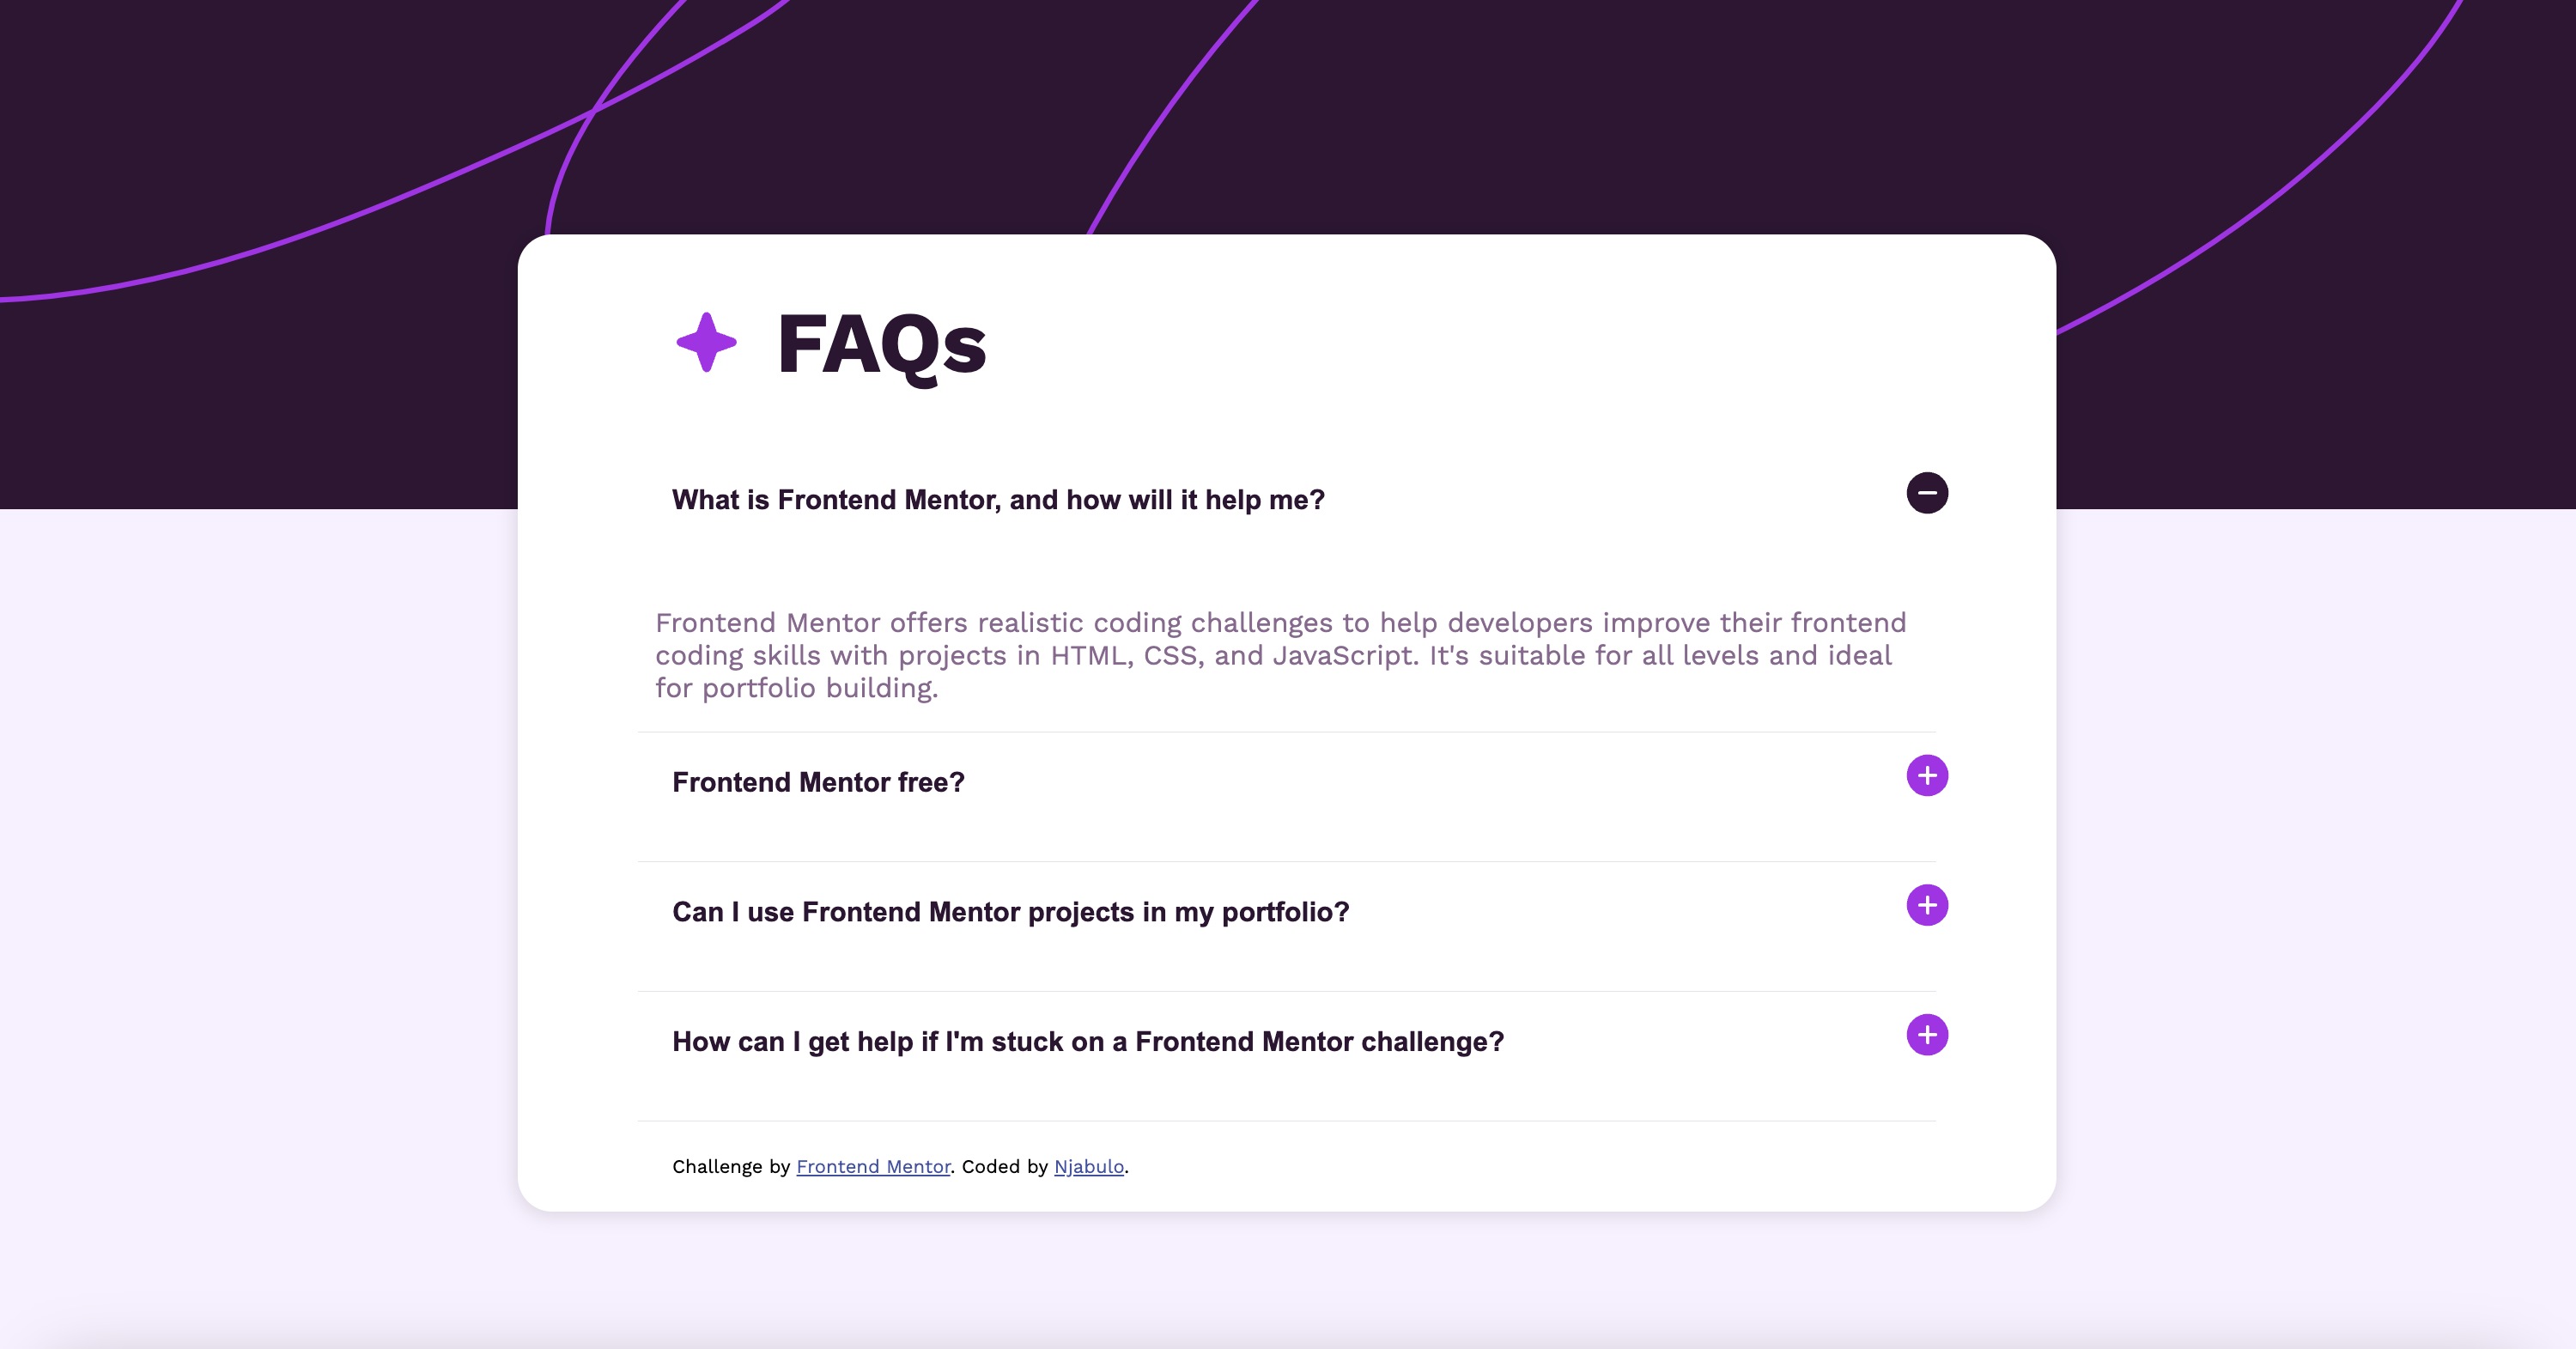 FAQs
What is Frontend Mentor, and how will it help me?
Frontend Mentor offers realistic coding challenges to help developers improve their frontend
coding skills with projects in HTML, CSS, and JavaScript. It's suitable for all levels and ideal
for portfolio building.
Frontend Mentor free?
Can I use Frontend Mentor projects in my portfolio?
How can I get help if I'm stuck on a Frontend Mentor challenge?
Challenge by Frontend Mentor. Coded by Njabulo.